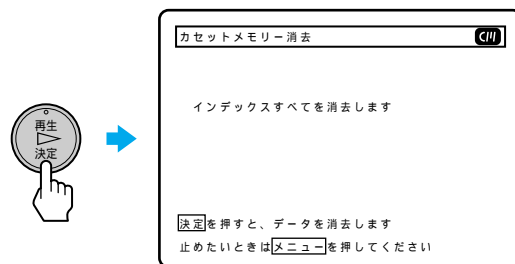 再生
決定
カセットメモリー消去 CM
インデックスすべてを消去します
決定を押すと、データを消去します
止めたいときはメニューを押してください